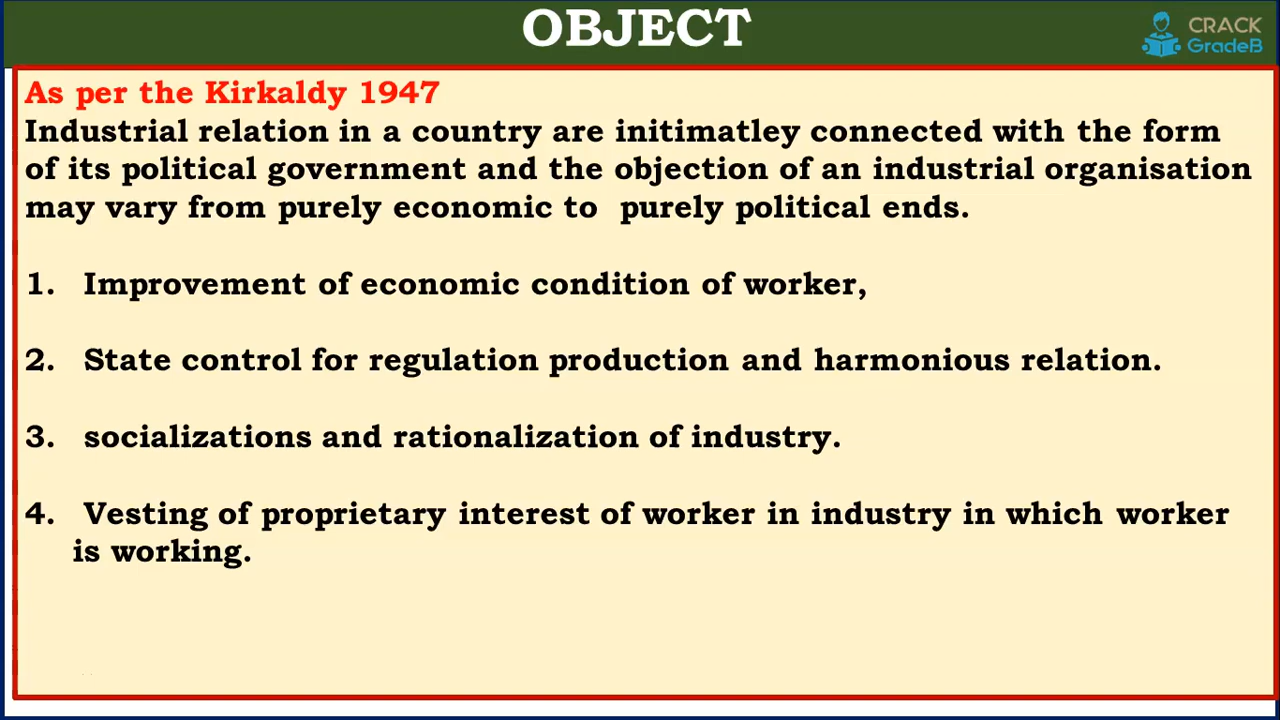 OBJECT
CRACK
GradeB
As per the Kirkaldy 1947
Industrial relation in a country are initimatley connected with the form
of its political government and the objection of an industrial organisation
may vary from purely economic to purely political ends.
1. Improvement of economic condition of worker,
2. State control for regulation production and harmonious relation.
3. socializations and rationalization of industry.
4. Vesting of proprietary interest of worker in industry in which worker
is working.